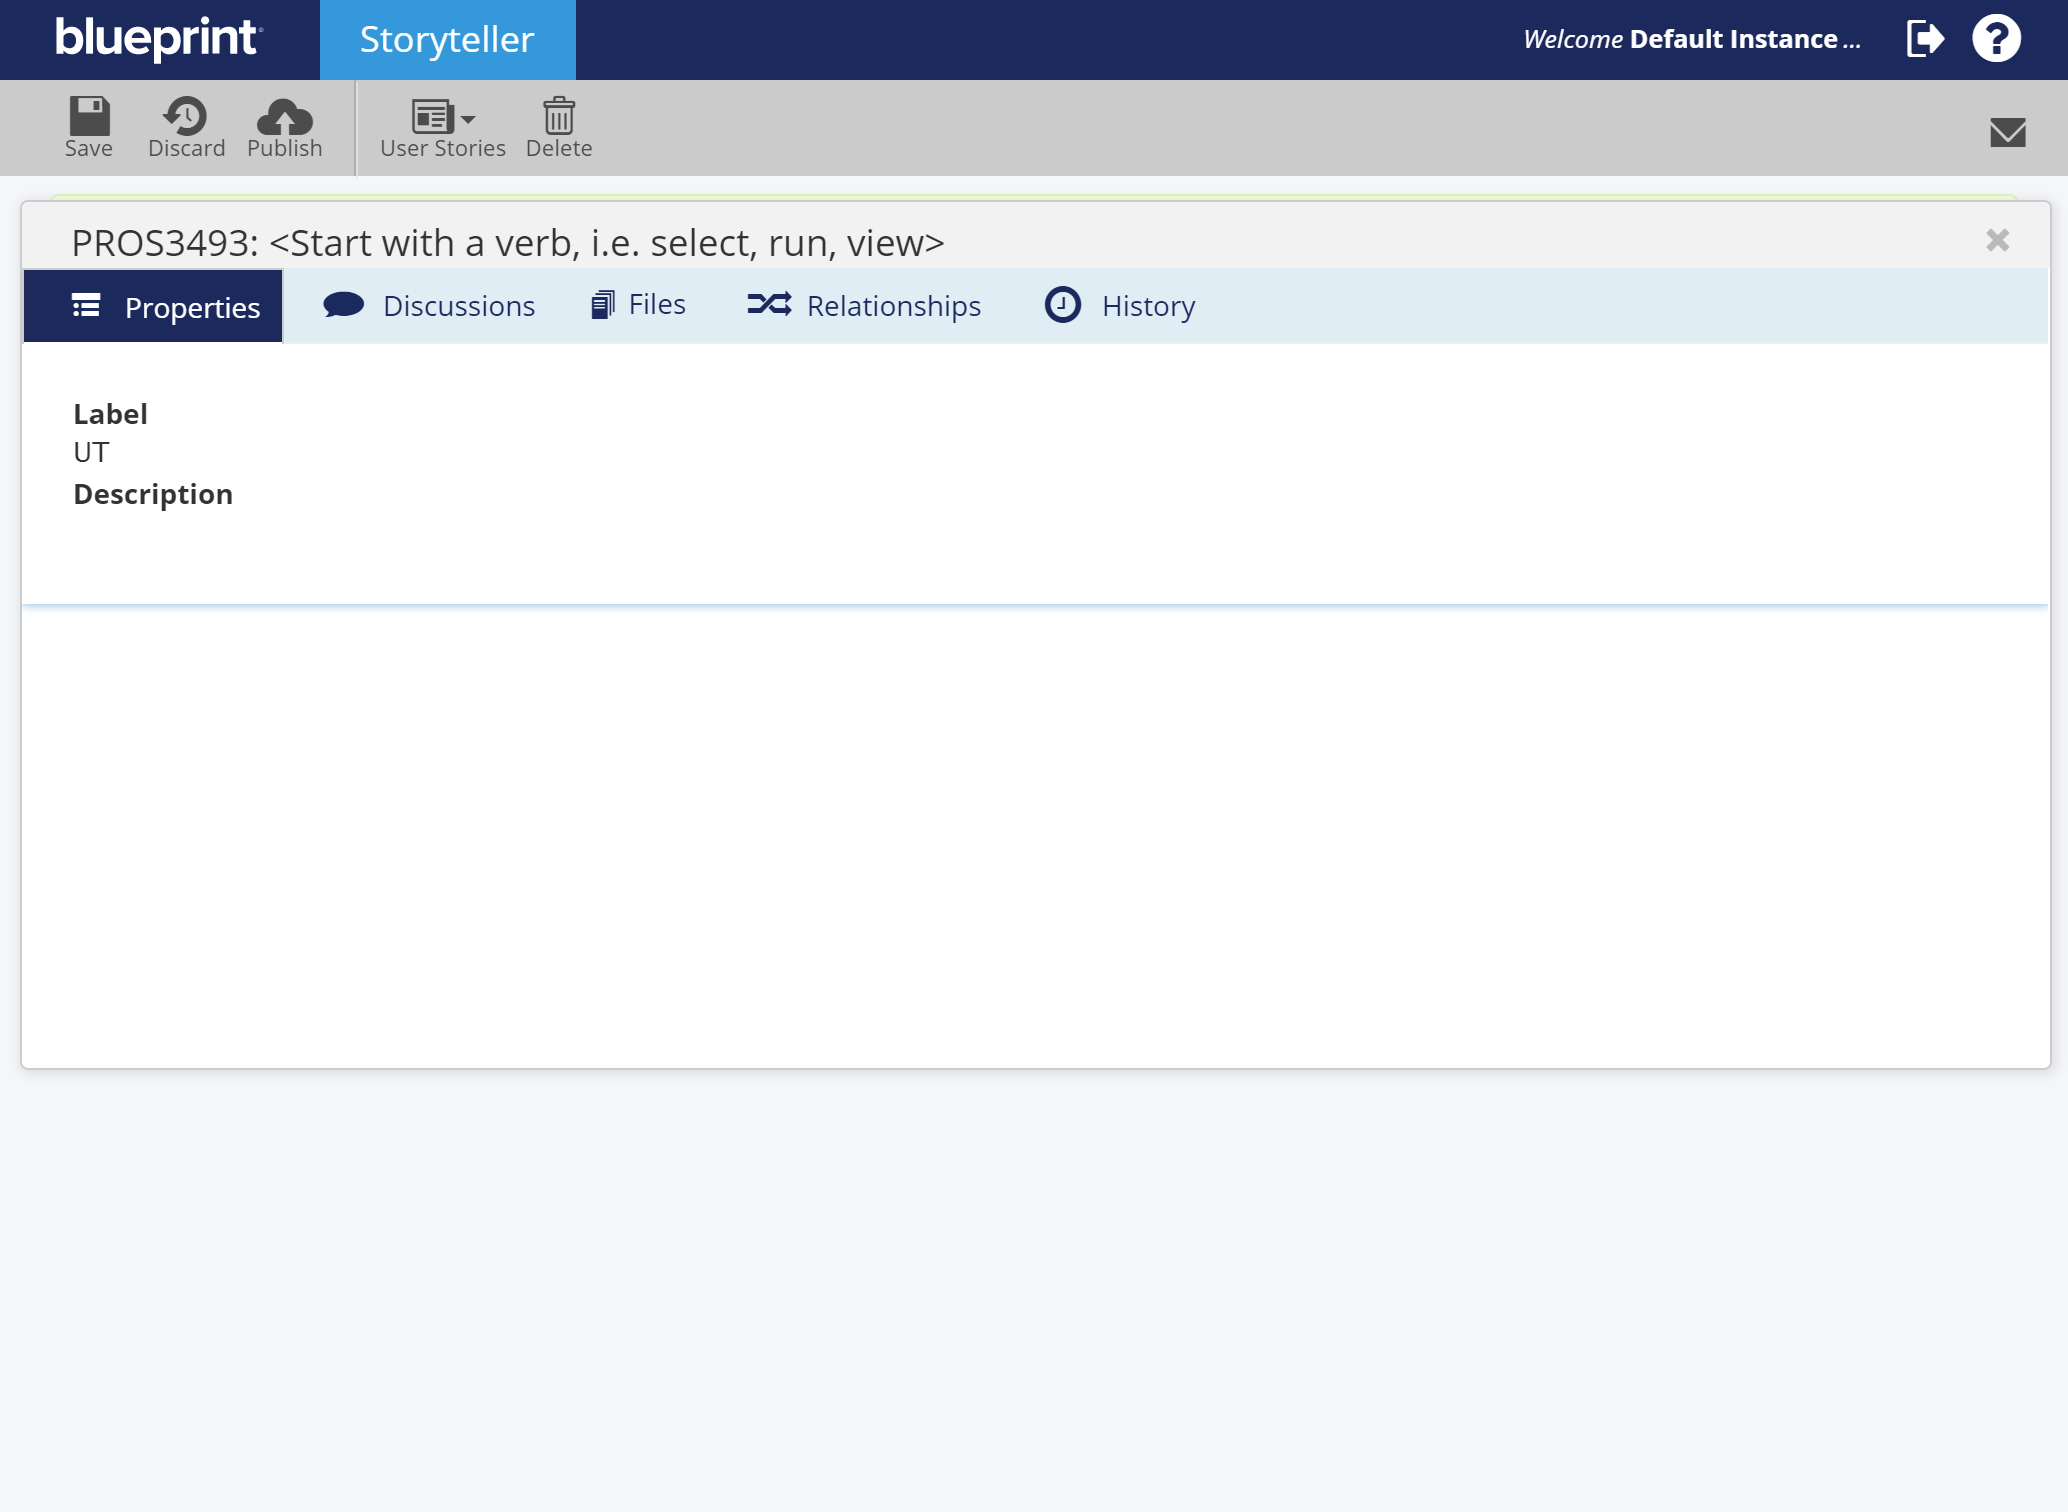 blueprint
Storyteller
Welcome Default Instance ...
Save
Discard
Publish
User Stories
Delete
PROS3493: <Start with a verb, i.e. select, run, view>
Properties
Discussions
Files
Relationships
History
Label
UT
Description